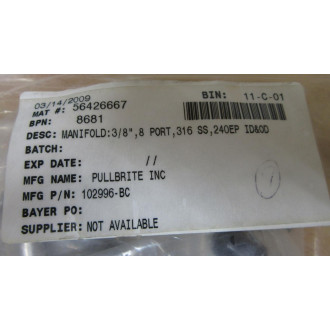 03/14/2009
BIN: 11-C-01
MAT #: 56426667
BPN: 8681
DESC: MANIFOLD:3/8",8 PORT,316 SS,240EP ID&OD
BATCH:
EXP DATE: / /
MFG NAME: PULLBRITE INC
MFG P/N: 102996-BC
BAYER PO:
SUPPLIER: NOT AVAILABLE